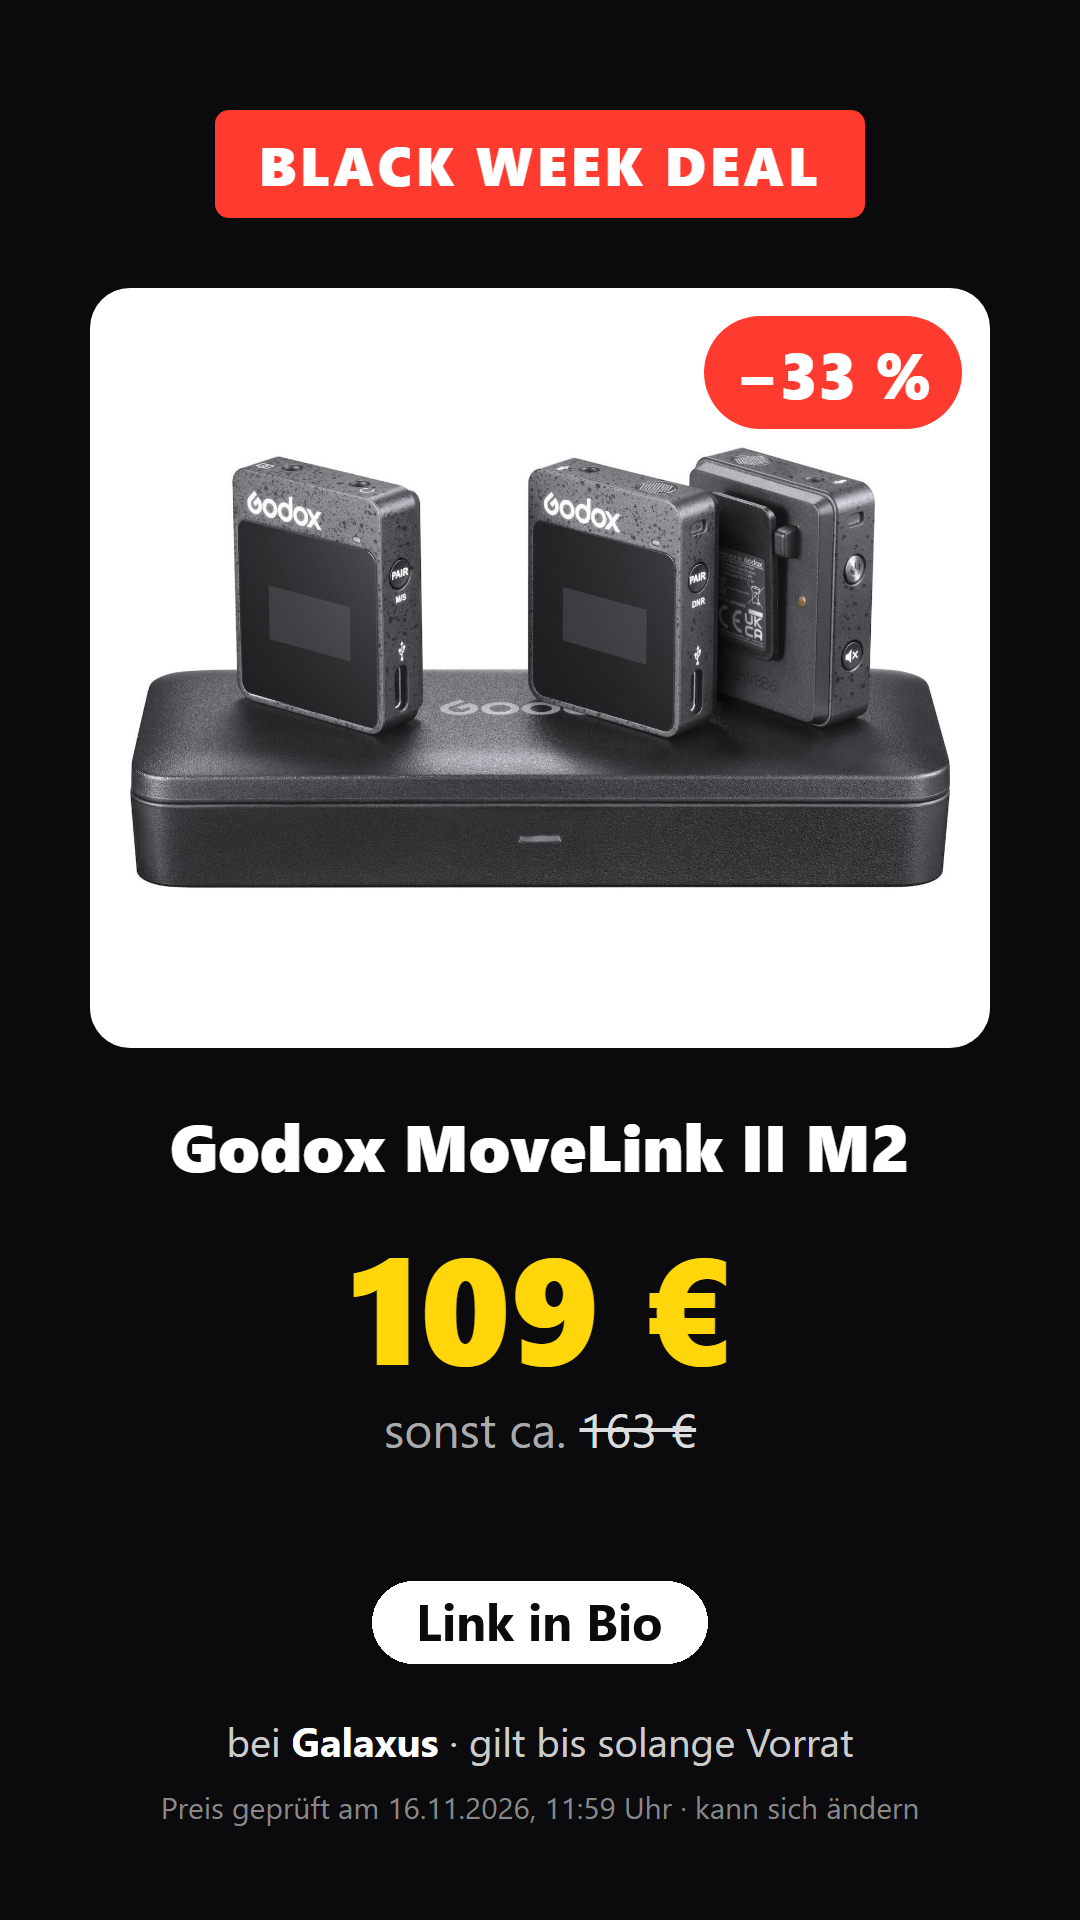 BLACK WEEK DEAL
–33 %
Godox
Godox
PAIR
M/S
PAIR
DNR
Godox MoveLink II M2
109 €
sonst ca. 163 €
Link in Bio
bei Galaxus · gilt bis solange Vorrat
Preis geprüft am 16.11.2026, 11:59 Uhr · kann sich ändern